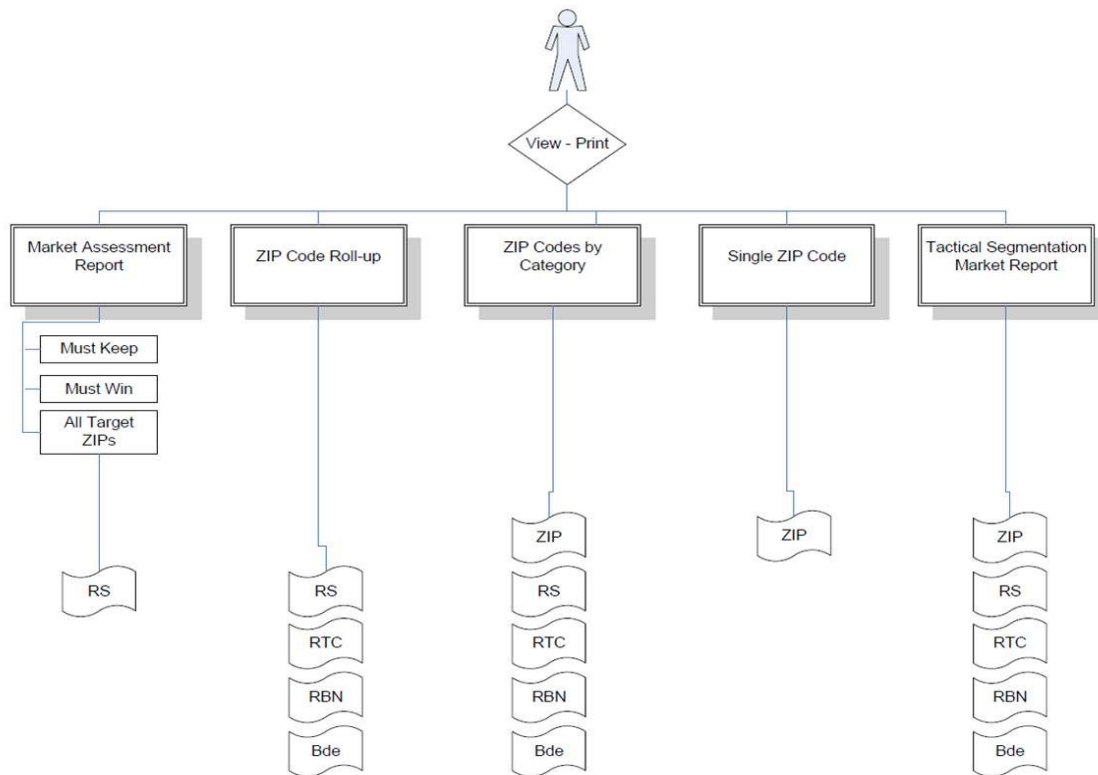 View - Print
Market Assessment
Report
ZIP Code Roll-up
ZIP Codes by
Category
Single ZIP Code
Tactical Segmentation
Market Report
Must Keep
Must Win
All Target
ZIPs
RS
RS
RTC
RBN
Bde
ZIP
RS
RTC
RBN
Bde
ZIP
ZIP
RS
RTC
RBN
Bde